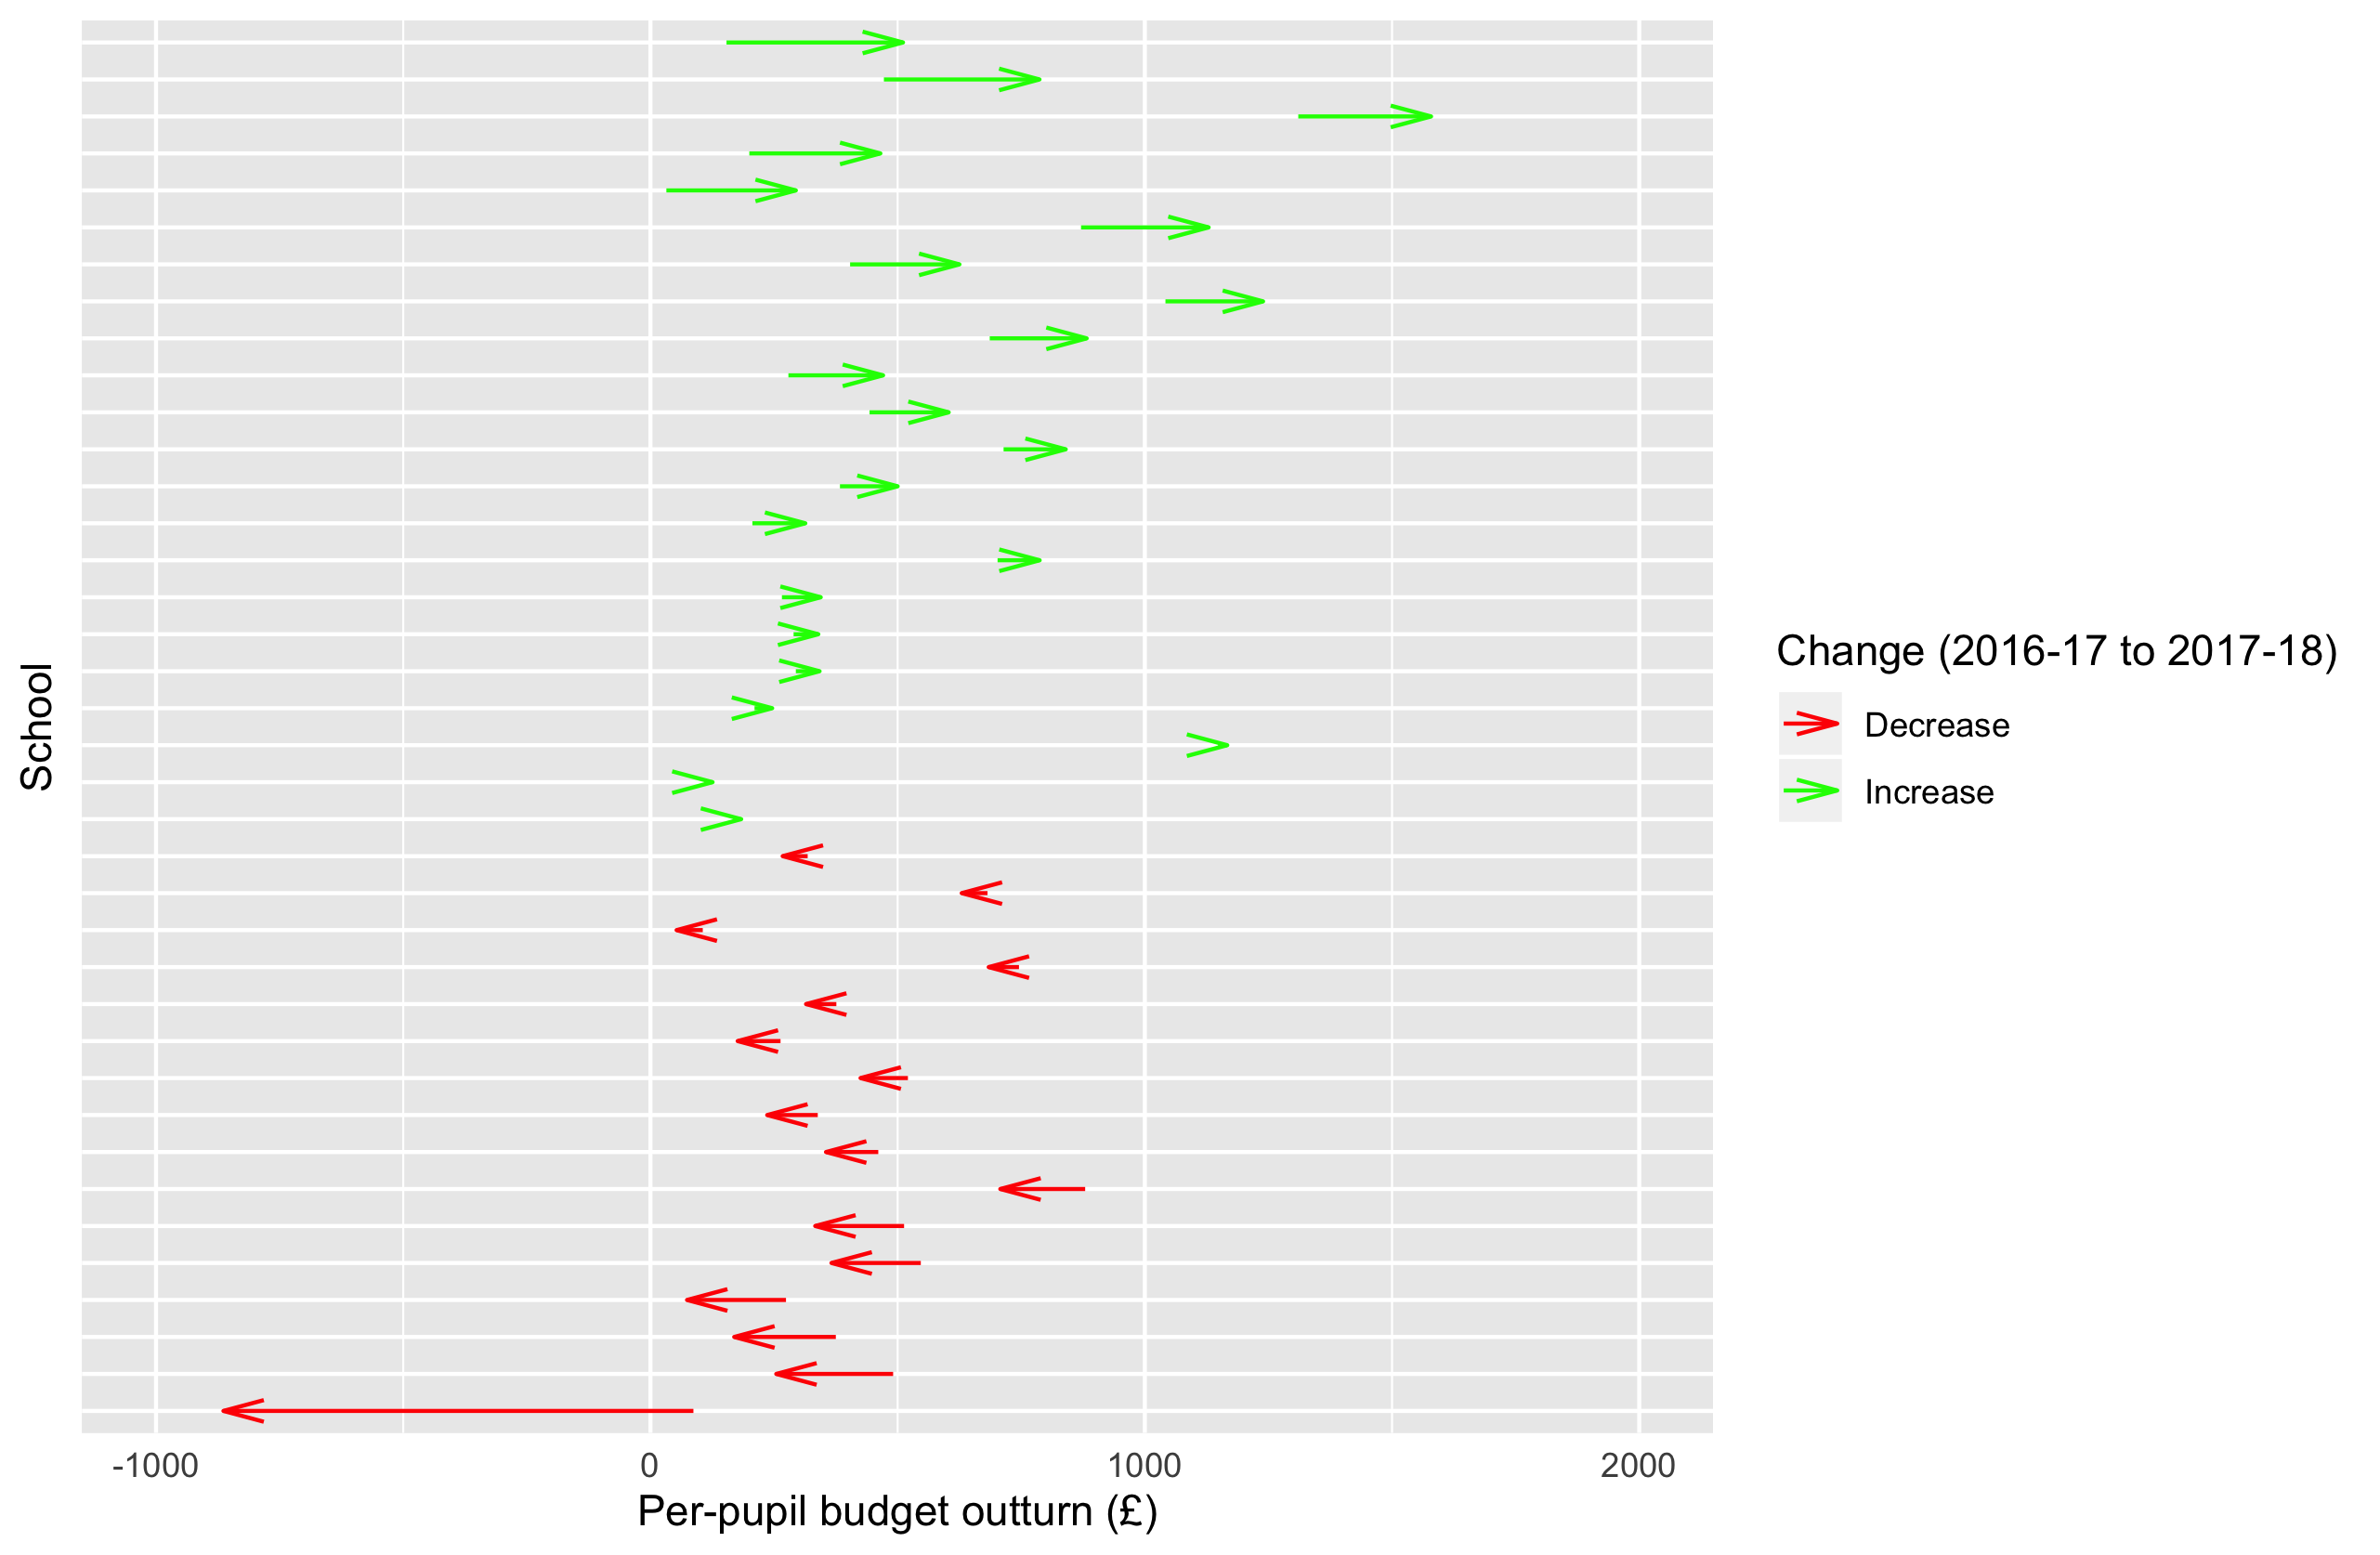 School
-1000
0
1000
2000
Per-pupil budget outturn (£)
Change (2016-17 to 2017-18)
Decrease
Increase